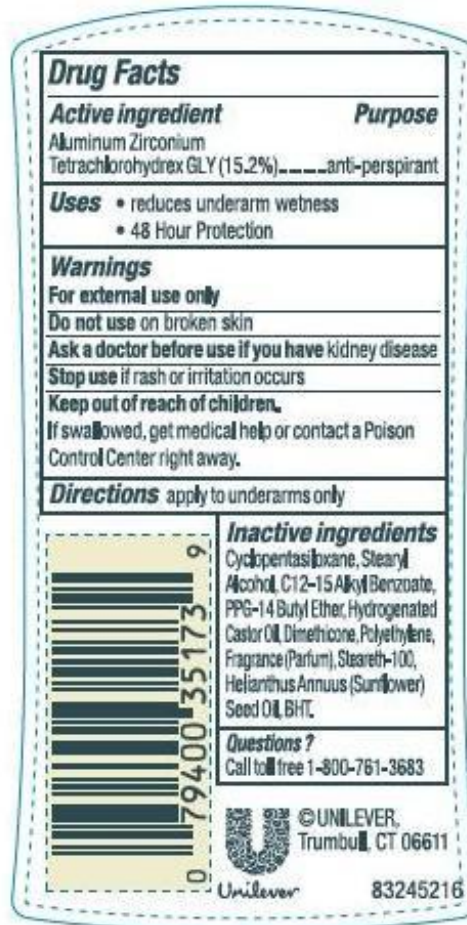 Drug Facts
Active ingredient Purpose
Aluminum Zirconium
Tetrachlorohydrex GLY (15.2%)....anti-perspirant
Uses • reduces underarm wetness
• 48 Hour Protection
Warnings
For external use only
Do not use on broken skin
Ask a doctor before use if you have kidney disease
Stop use if rash or irritation occurs
Keep out of reach of children.
If swallowed, get medical help or contact a Poison
Control Center right away.
Directions apply to underarms only
Inactive ingredients
Cyclopentasiloxane, Stearyl
Alcohol, C12-15 Alkyl Benzoate,
PPG-14 Butyl Ether, Hydrogenated
Castor Oil, Dimethicone, Polyethylene,
Fragrance (Parfum), Steareth-100,
Helianthus Annuus (Sunflower)
Seed Oil, BHT.
Questions?
Call toll free 1-800-761-3683
0 79400 35173 9
©UNILEVER,
Trumbull, CT 06611
Unilever
83245216